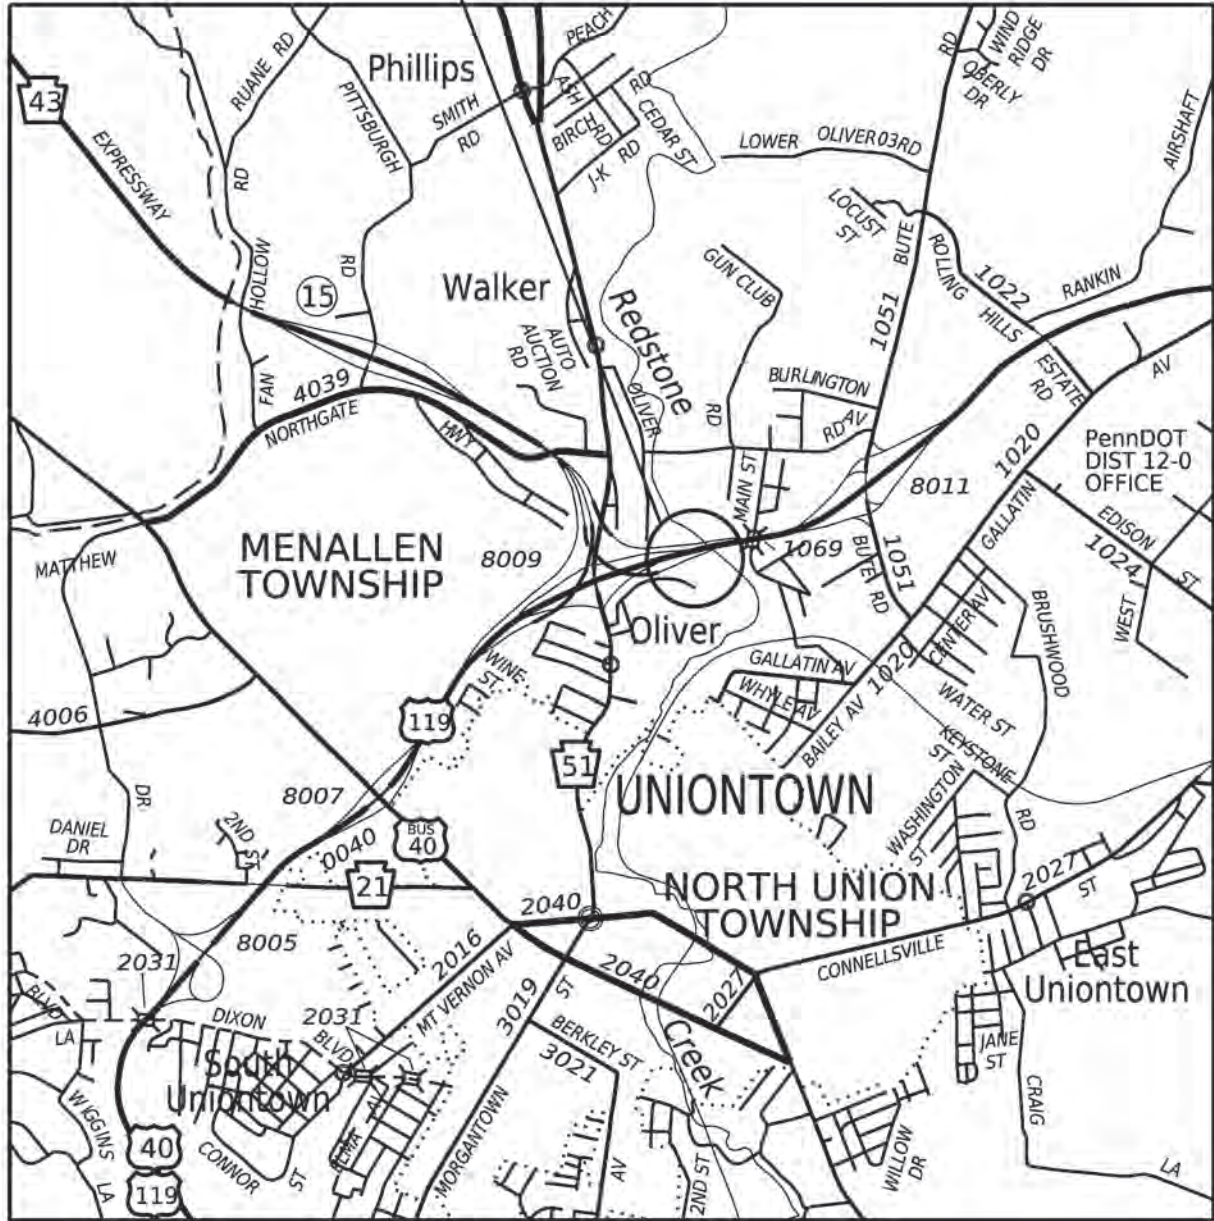 Phillips
PEACH
RUANE RD
WIND
RIDGE
DR
RD
OBERLY
DR
43
PITTSBURGH
SMITH
RD
ASH
RD
BIRCH
RD
CEDAR ST
J-K RD
EXPRESSWAY
LOWER OLIVER03RD
AIRSHAFT
RD
HOLLOW
RD
LOCUST
ST
BUTE
ROLLING
HILLS
1022
RANKIN
GUN CLUB
RD
15
Walker
Redstone
1051
AUTO
AUCTION
RD
4039
FAN
NORTHGATE
HWY
OLIVER
BURLINGTON
AV
RD
ESTATE
RD
AV
1020
PennDOT
DIST 12-0
OFFICE
MAIN ST
8011
GALLATIN
EDISON
ST
1024
MATTHEW
DR
MENALLEN
TOWNSHIP
8009
1069
BUTE RD
1051
WEST
Oliver
CENTER AV
BRUSHWOOD
RD
WINE
ST
GALLATIN AV
WHYLE AV
1020
BAILEY AV
WATER ST
4006
119
KEYSTONE
ST
51
UNIONTOWN
WASHINGTON
ST
8007
DANIEL
DR
2ND
ST
0040
BUS
40
21
2027
ST
NORTH UNION
TOWNSHIP
2040
8005
2016
MT VERNON AV
CONNELLSVILLE
East
Uniontown
2031
2040
2027
3019
ST
BLVD
LA
DIXON
BLVD
2031
BERKLEY ST
3021
Creek
JANE
ST
South
Uniontown
WIGGINS
LA
CONNOR
ST
ELMA
AV
MORGANTOWN
AV
2ND ST
WILLOW
DR
CRAIG
LA
40
119